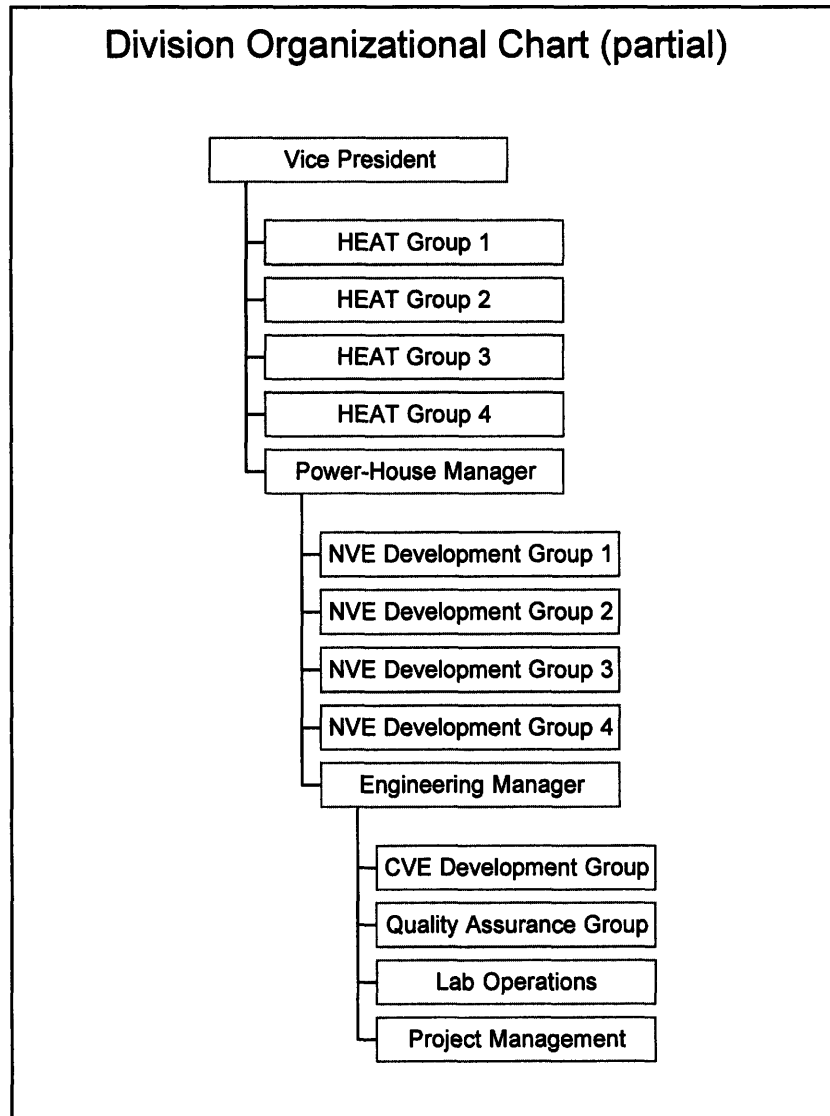 Division Organizational Chart (partial)
Vice President
HEAT Group 1
HEAT Group 2
HEAT Group 3
HEAT Group 4
Power-House Manager
NVE Development Group 1
NVE Development Group 2
NVE Development Group 3
NVE Development Group 4
Engineering Manager
CVE Development Group
Quality Assurance Group
Lab Operations
Project Management